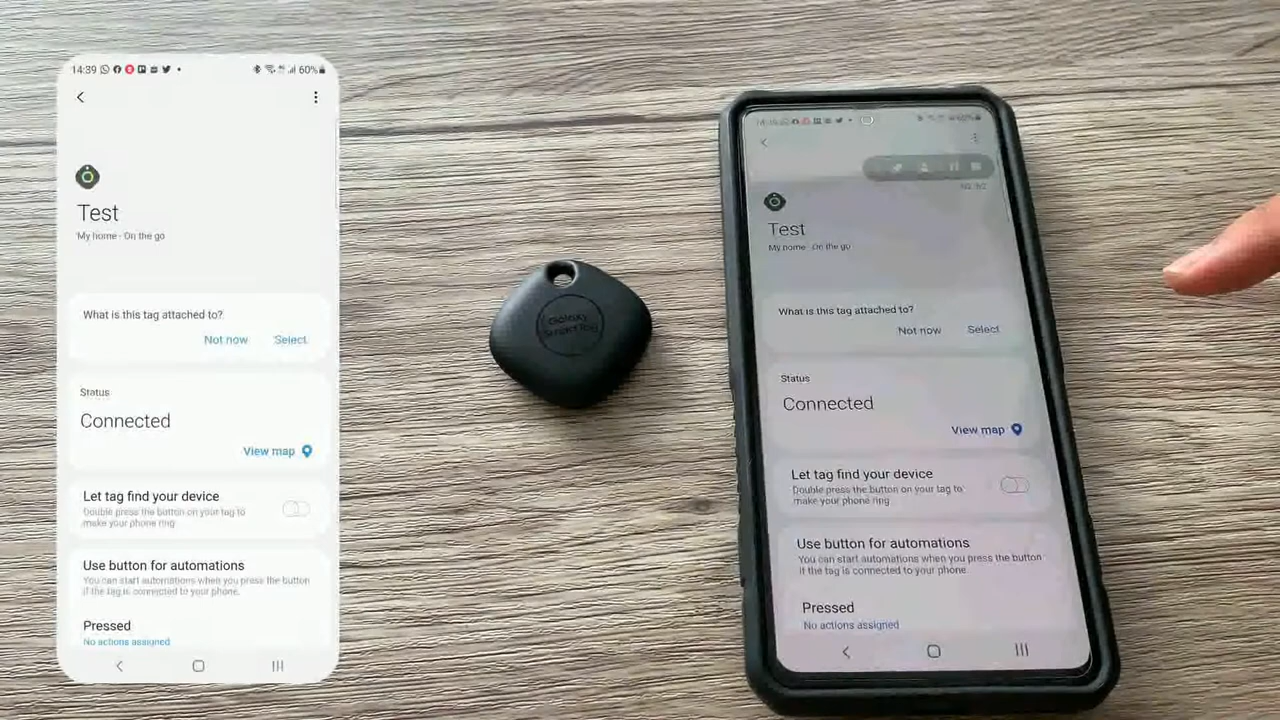 14:39
60%
Test
My home - On the go
What is this tag attached to?
Not now
Select
Status
Connected
View map
Let tag find your device
Double press the button on your tag to
make your phone ring
Use button for automations
You can start automations when you press the button
if the tag is connected to your phone.
Pressed
No actions assigned
Galaxy
SmartTag
Test
My home - On the go
What is this tag attached to?
Not now
Select
Status
Connected
View map
Let tag find your device
Double press the button on your tag to
make your phone ring
Use button for automations
You can start automations when you press the button
if the tag is connected to your phone
Pressed
No actions assigned